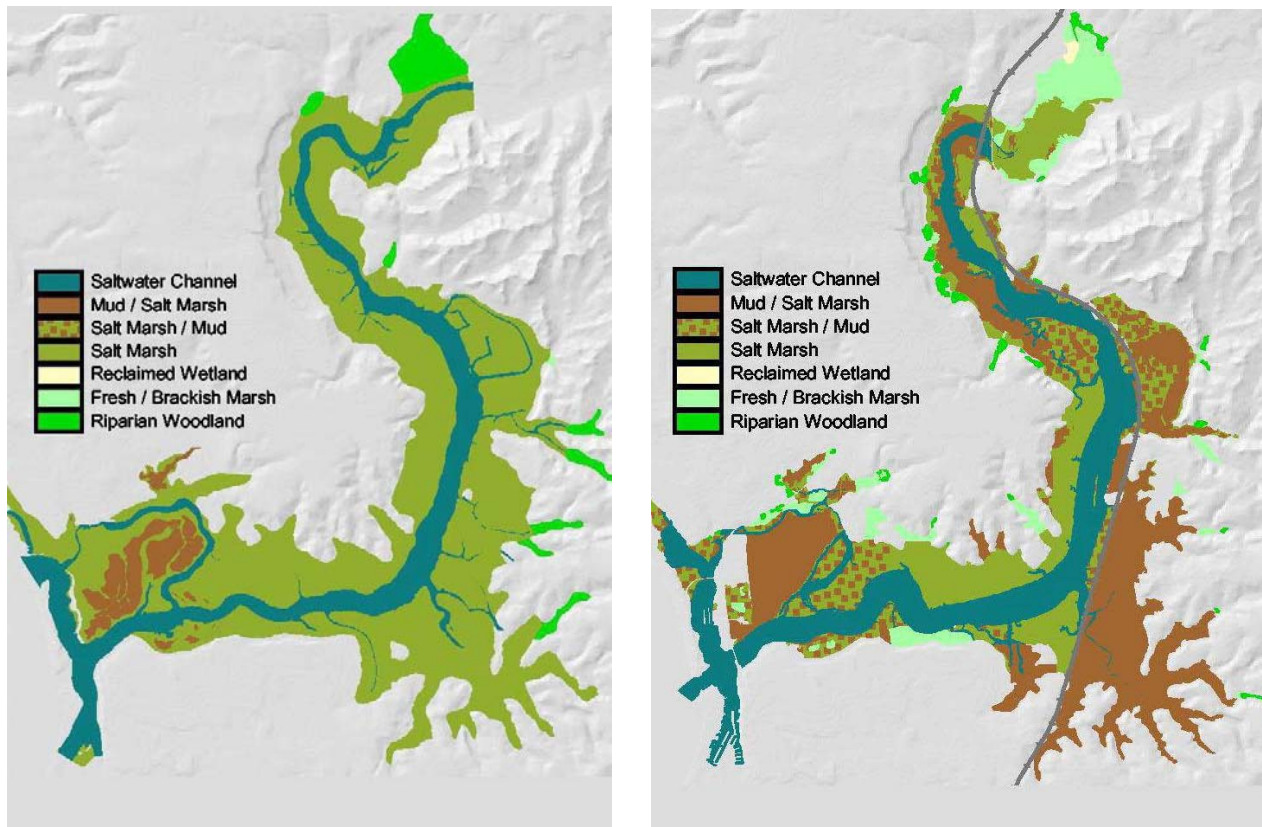 Saltwater Channel
Mud / Salt Marsh
Salt Marsh / Mud
Salt Marsh
Reclaimed Wetland
Fresh / Brackish Marsh
Riparian Woodland
Saltwater Channel
Mud / Salt Marsh
Salt Marsh / Mud
Salt Marsh
Reclaimed Wetland
Fresh / Brackish Marsh
Riparian Woodland